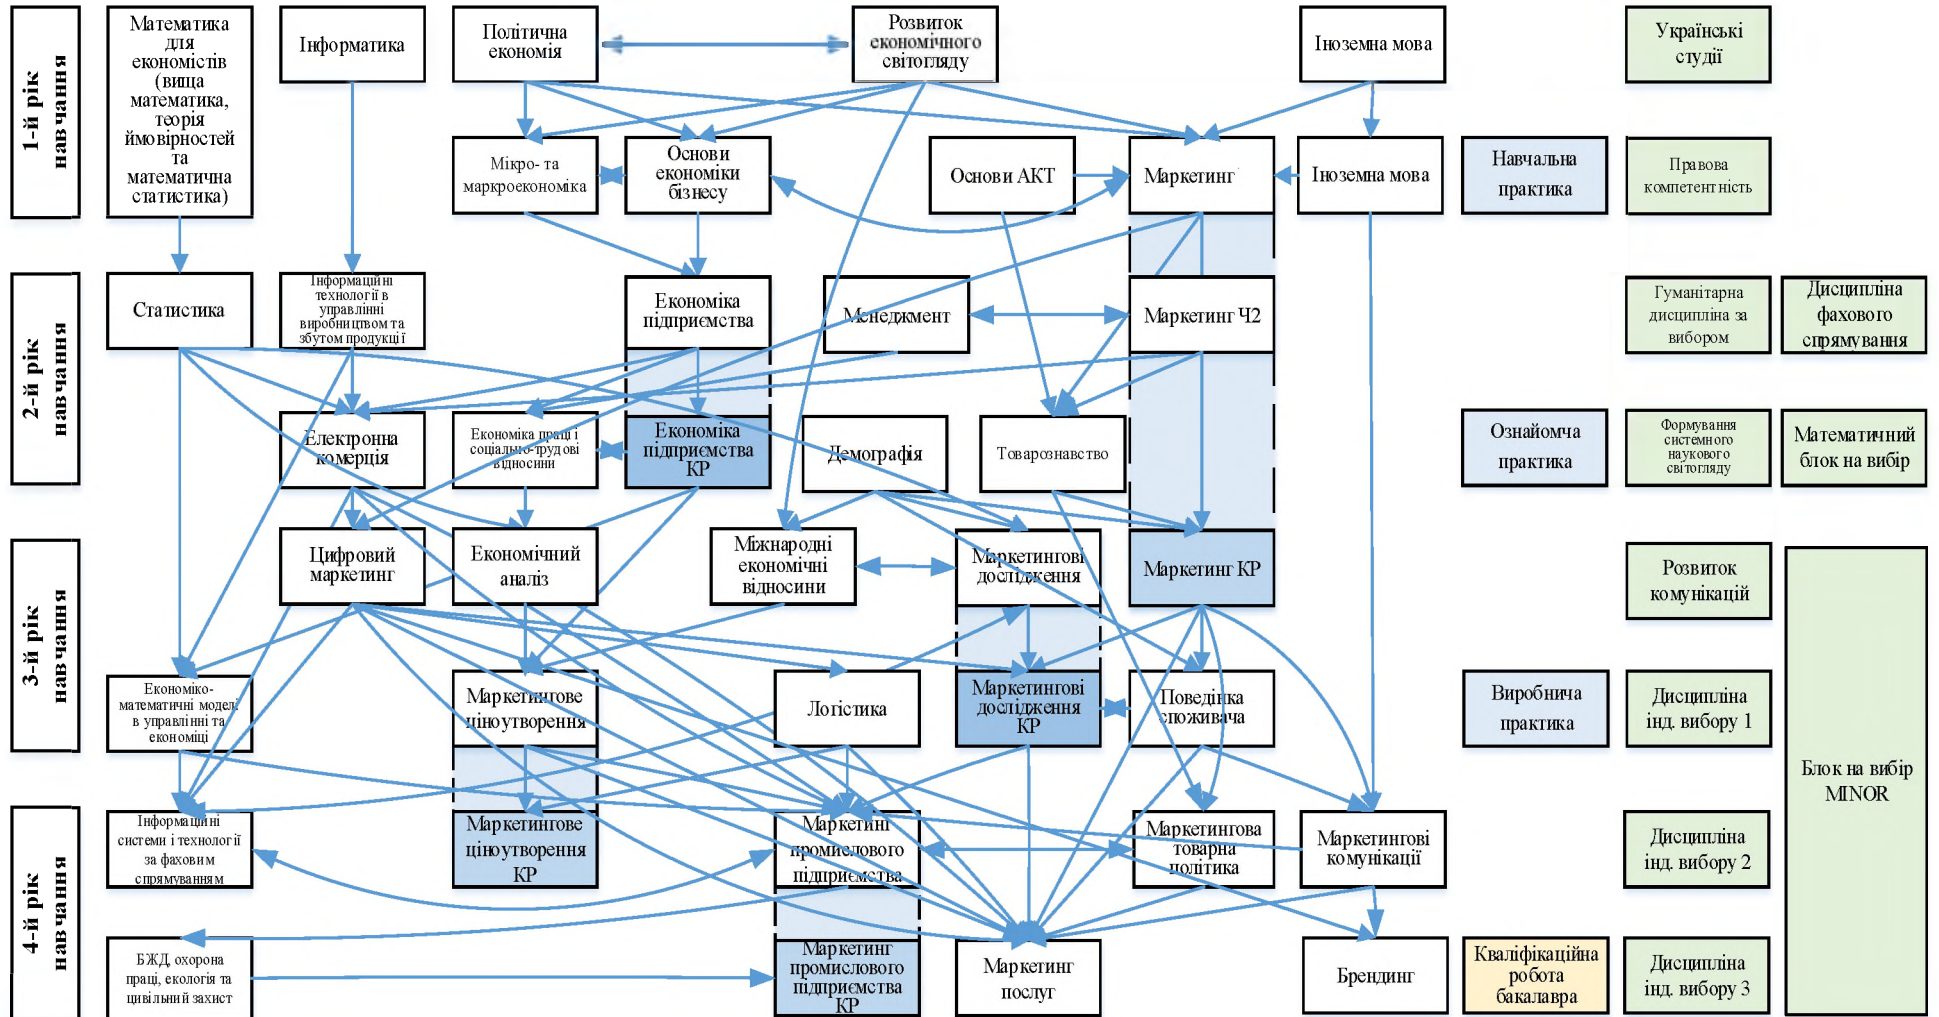 1-й рік
навчання
Математика
для
економістів
(вища
математика,
теорія
ймовірностей
та
математична
статистика)
Інформатика
Політична
економія
Розвиток
економічного
світогляду
Іноземна мова
Українські
студії
Мікро- та
маркроекономіка
Основи
економіки
бізнесу
Основи АКТ
Маркетинг
Іноземна мова
Навчальна
практика
Правова
компетентність
2-й рік
навчання
Статистика
Інформаційні
технології в
управлінні
виробництвом та
збутом продукції
Економіка
підприємства
Менеджмент
Маркетинг Ч2
Гуманітарна
дисципліна за
вибором
Дисципліна
фахового
спрямування
Електронна
комерція
Економіка праці і
соціально-трудові
відносини
Економіка
підприємства
КР
Демографія
Товарознавство
Ознайомча
практика
Формування
системного
наукового
світогляду
Математичний
блок на вибір
3-й рік
навчання
Цифровий
маркетинг
Економічний
аналіз
Міжнародні
економічні
відносини
Маркетингові
дослідження
Маркетинг КР
Розвиток
комунікацій
Економіко-
математичні моделі
в управлінні та
економіці
Маркетингове
ціноутворення
Логістика
Маркетингові
дослідження
КР
Поведінка
споживача
Виробнича
практика
Дисципліна
інд. вибору 1
Блок на вибір
MINOR
4-й рік
навчання
Інформаційні
системи і технології
за фаховим
спрямуванням
Маркетингове
ціноутворення
КР
Маркетинг
промислового
підприємства
Маркетингова
товарна
політика
Маркетингові
комунікації
Дисципліна
інд. вибору 2
БЖД, охорона
праці, екологія та
цивільний захист
Маркетинг
промислового
підприємства
КР
Маркетинг
послуг
Брендинг
Кваліфікаційна
робота
бакалавра
Дисципліна
інд. вибору 3